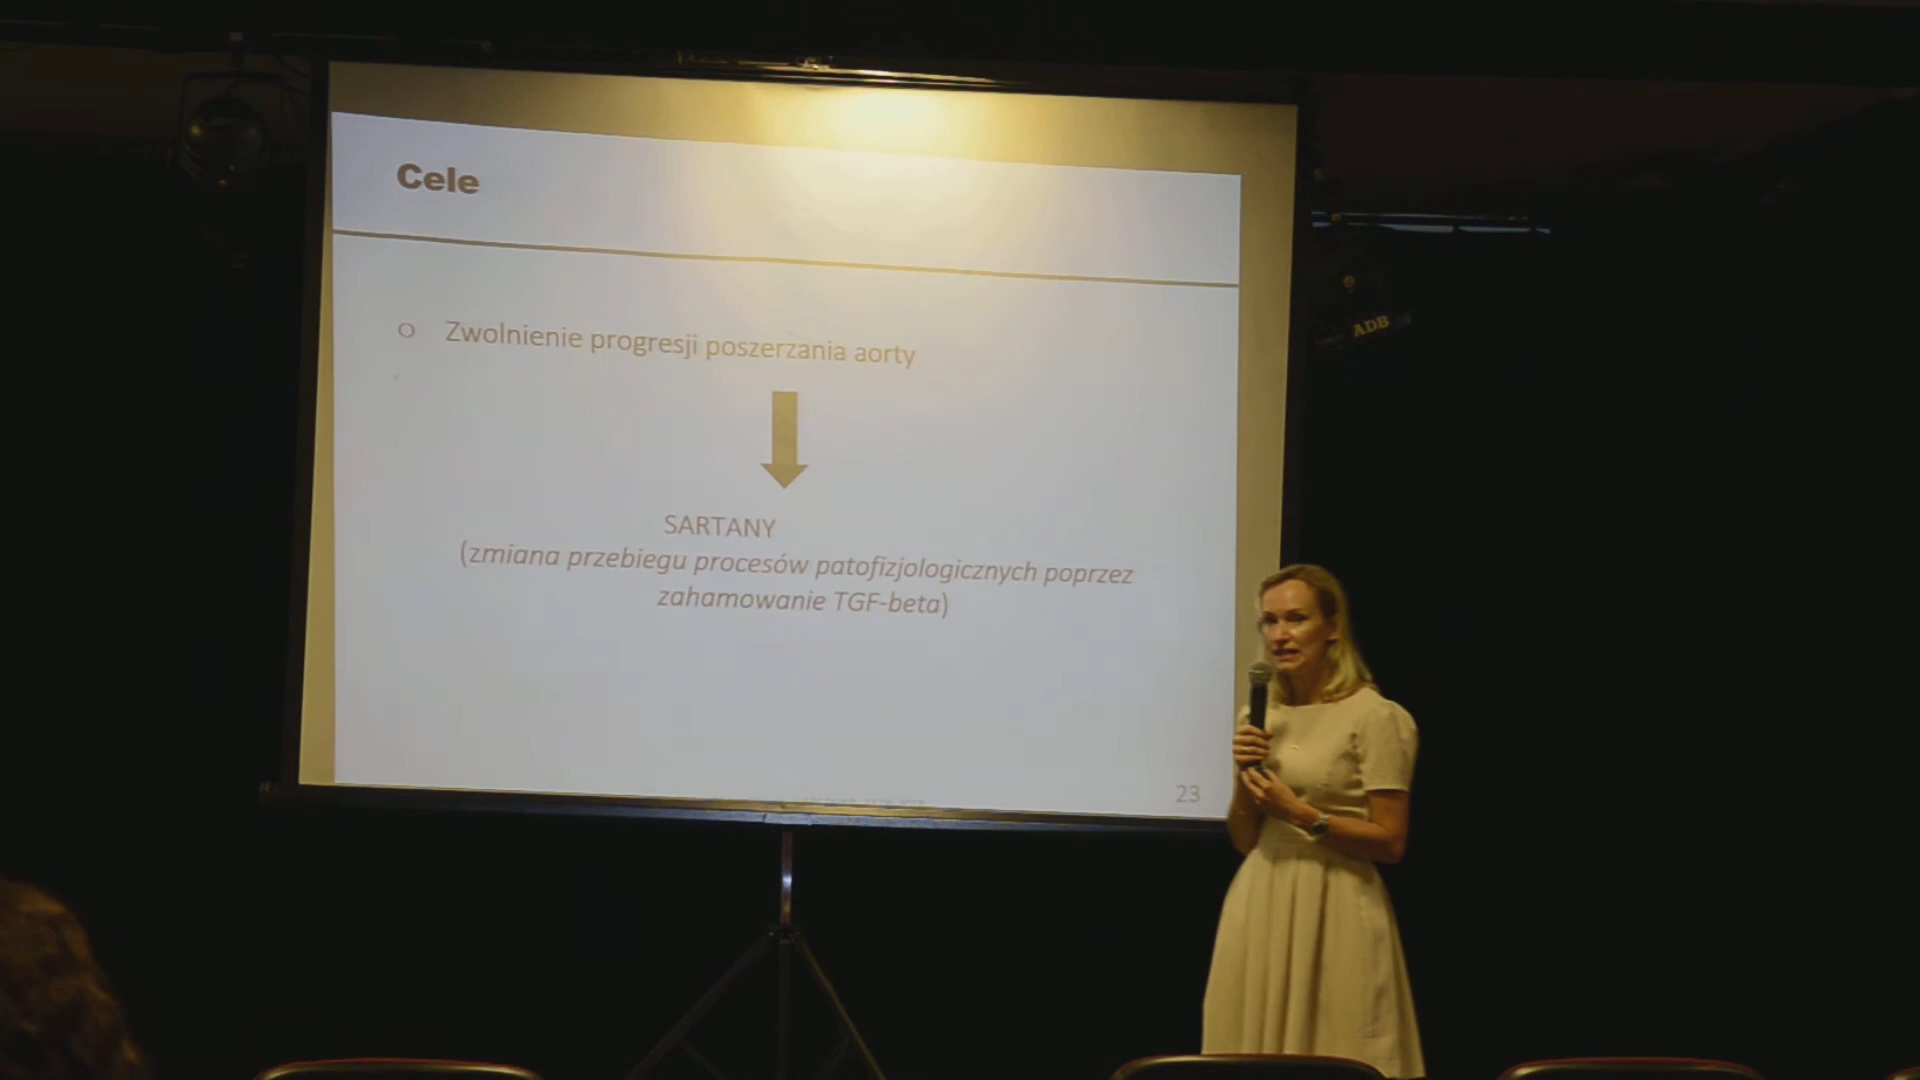 Cele
o Zwolnienie progresji poszerzania aorty
SARTANY
(zmiana przebiegu procesów patofizjologicznych poprzez
zahamowanie TGF-beta)
23
ADB